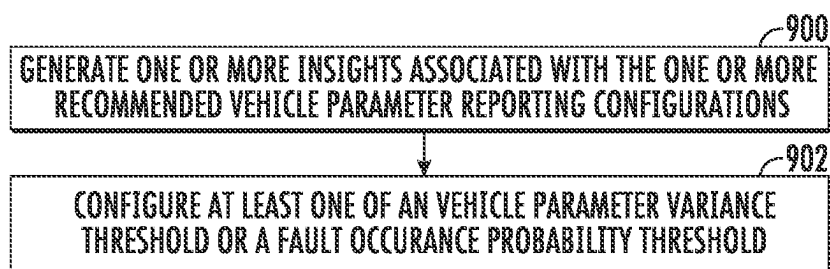 900
GENERATE ONE OR MORE INSIGHTS ASSOCIATED WITH THE ONE OR MORE
RECOMMENDED VEHICLE PARAMETER REPORTING CONFIGURATIONS
902
CONFIGURE AT LEAST ONE OF AN VEHICLE PARAMETER VARIANCE
THRESHOLD OR A FAULT OCCURANCE PROBABILITY THRESHOLD